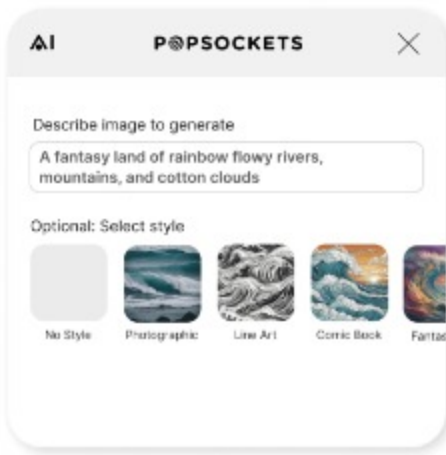 AI
POPSOCKETS
Describe image to generate
A fantasy land of rainbow flowy rivers,
mountains, and cotton clouds
Optional: Select style
No Style
Photographic
Line Art
Comic Book
Fantas